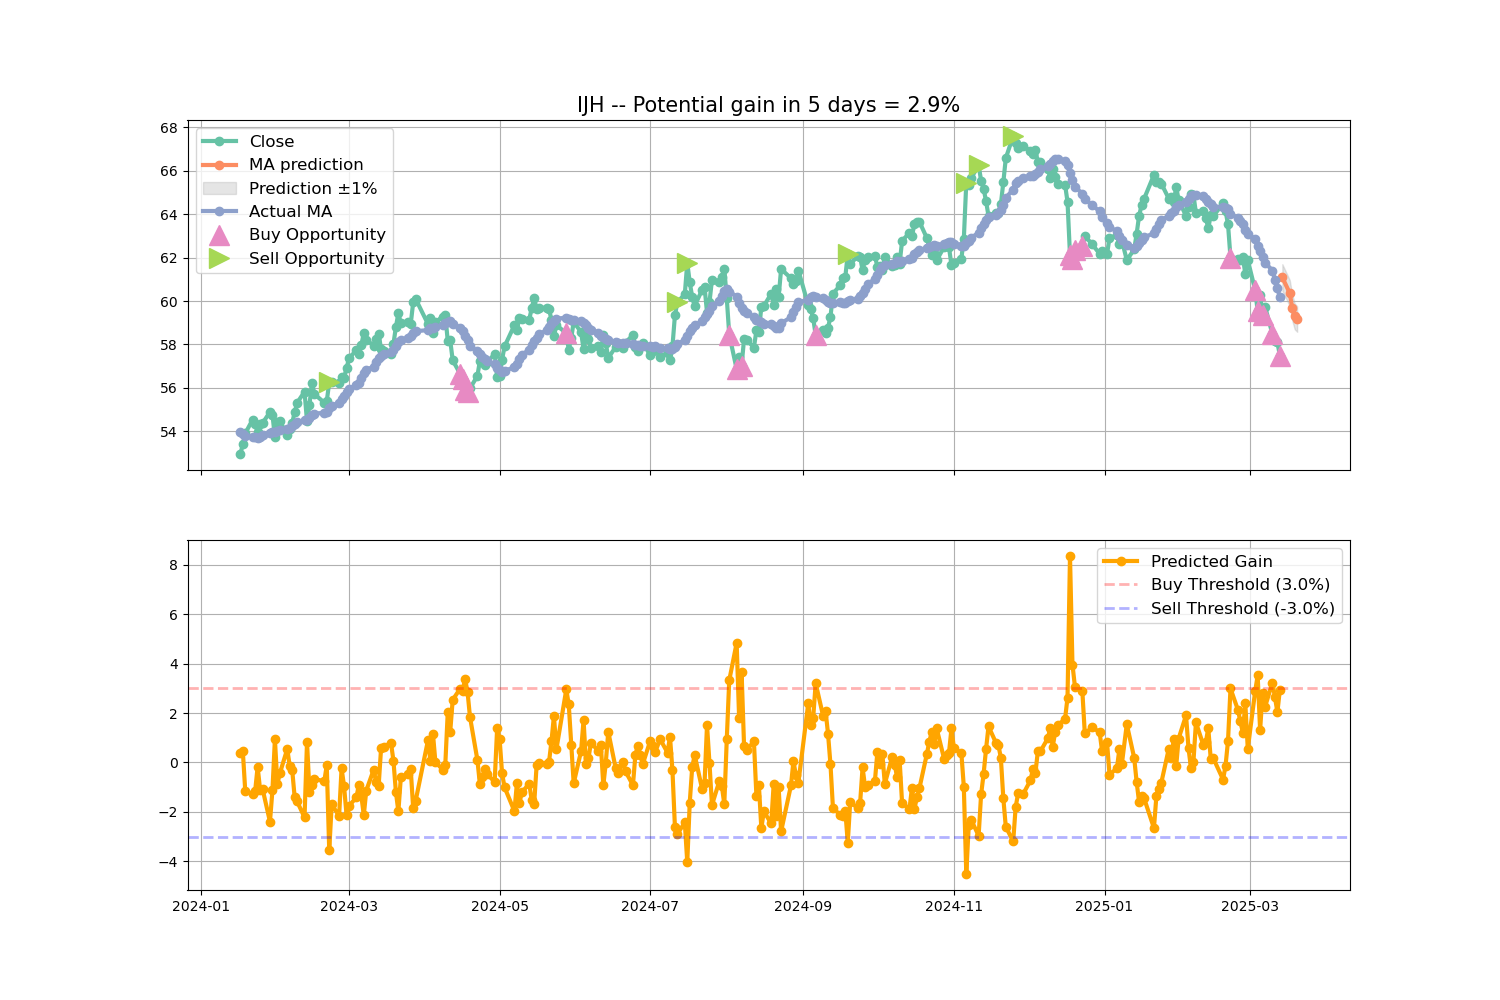 IJH -- Potential gain in 5 days = 2.9%
68
66
64
62
60
58
56
54
Close
MA prediction
Prediction ±1%
Actual MA
Buy Opportunity
Sell Opportunity
8
6
4
2
0
−2
−4
Predicted Gain
Buy Threshold (3.0%)
Sell Threshold (-3.0%)
2024-01
2024-03
2024-05
2024-07
2024-09
2024-11
2025-01
2025-03